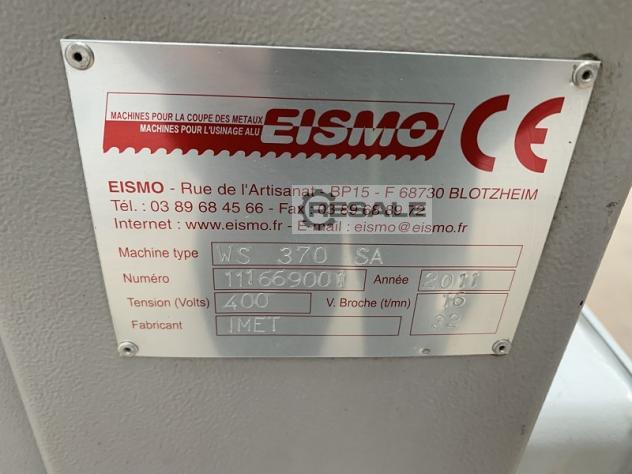 MACHINES POUR LA COUPE DES METAUX
MACHINES POUR L'USINAGE ALU
EISMO CE
EISMO - Rue de l'Artisanat - BP15 - F 68730 BLOTZHEIM
Tél. : 03 89 68 45 66 - Fax : 03 89 68 89 72
GESALZ
Internet : www.eismo.fr - E-mail : eismo@eismo.fr
Machine type WS 370 SA
Numéro 111669001 Année 2011
Tension (Volts) 400 V. Broche (t/mn) 16
Fabricant IMET 32